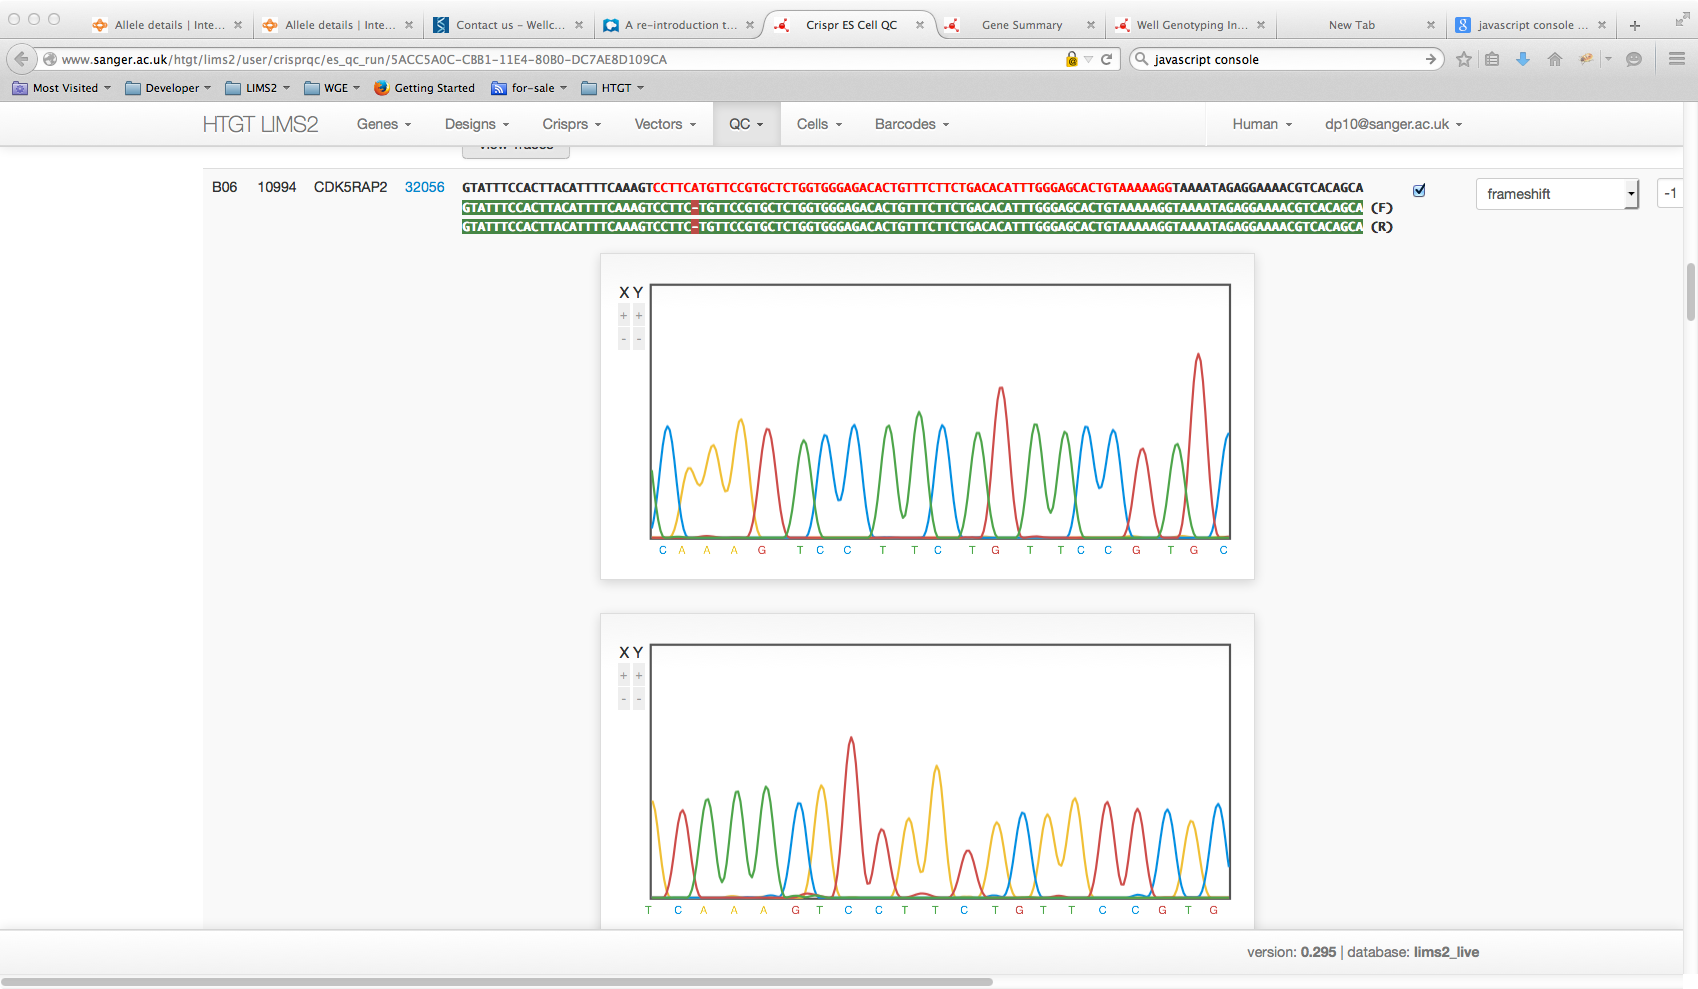 Allele details | Inte... × Allele details | Inte... × Contact us – Wellc... × A re-introduction t... × Crispr ES Cell QC × Gene Summary × Well Genotyping In... × New Tab × javascript console ... × +
www.sanger.ac.uk/htgt/lims2/user/crisprqc/es_qc_run/5ACC5A0C-CBB1-11E4-80B0-DC7AE8D109CA javascript console
Most Visited Developer LIMS2 WGE Getting Started for-sale HTGT
HTGT LIMS2 Genes Designs Crisprs Vectors QC Cells Barcodes Human dp10@sanger.ac.uk
View Traces
B06 10994 CDK5RAP2 32056 GTATTTCCACTTACATTTTCAAAGTCCTTCATGTTCCGTGCTCTGGTGGGAGACACTGTTTCTTCTGACACATTTGGGAGCACTGTAAAAAGGTAAAATAGAGGAAAACGTCACAGCA frameshift -1
GTATTTCCACTTACATTTTCAAAGTCCTTC-TGTTCCGTGCTCTGGTGGGAGACACTGTTTCTTCTGACACATTTGGGAGCACTGTAAAAAGGTAAAATAGAGGAAAACGTCACAGCA (F)
GTATTTCCACTTACATTTTCAAAGTCCTTC-TGTTCCGTGCTCTGGTGGGAGACACTGTTTCTTCTGACACATTTGGGAGCACTGTAAAAAGGTAAAATAGAGGAAAACGTCACAGCA (R)
X Y
+ +
- -
C A A A G T C C T T C T G T T C C G T G C
X Y
+ +
- -
T C A A A G T C C T T C T G T T C C G T G
version: 0.295 | database: lims2_live